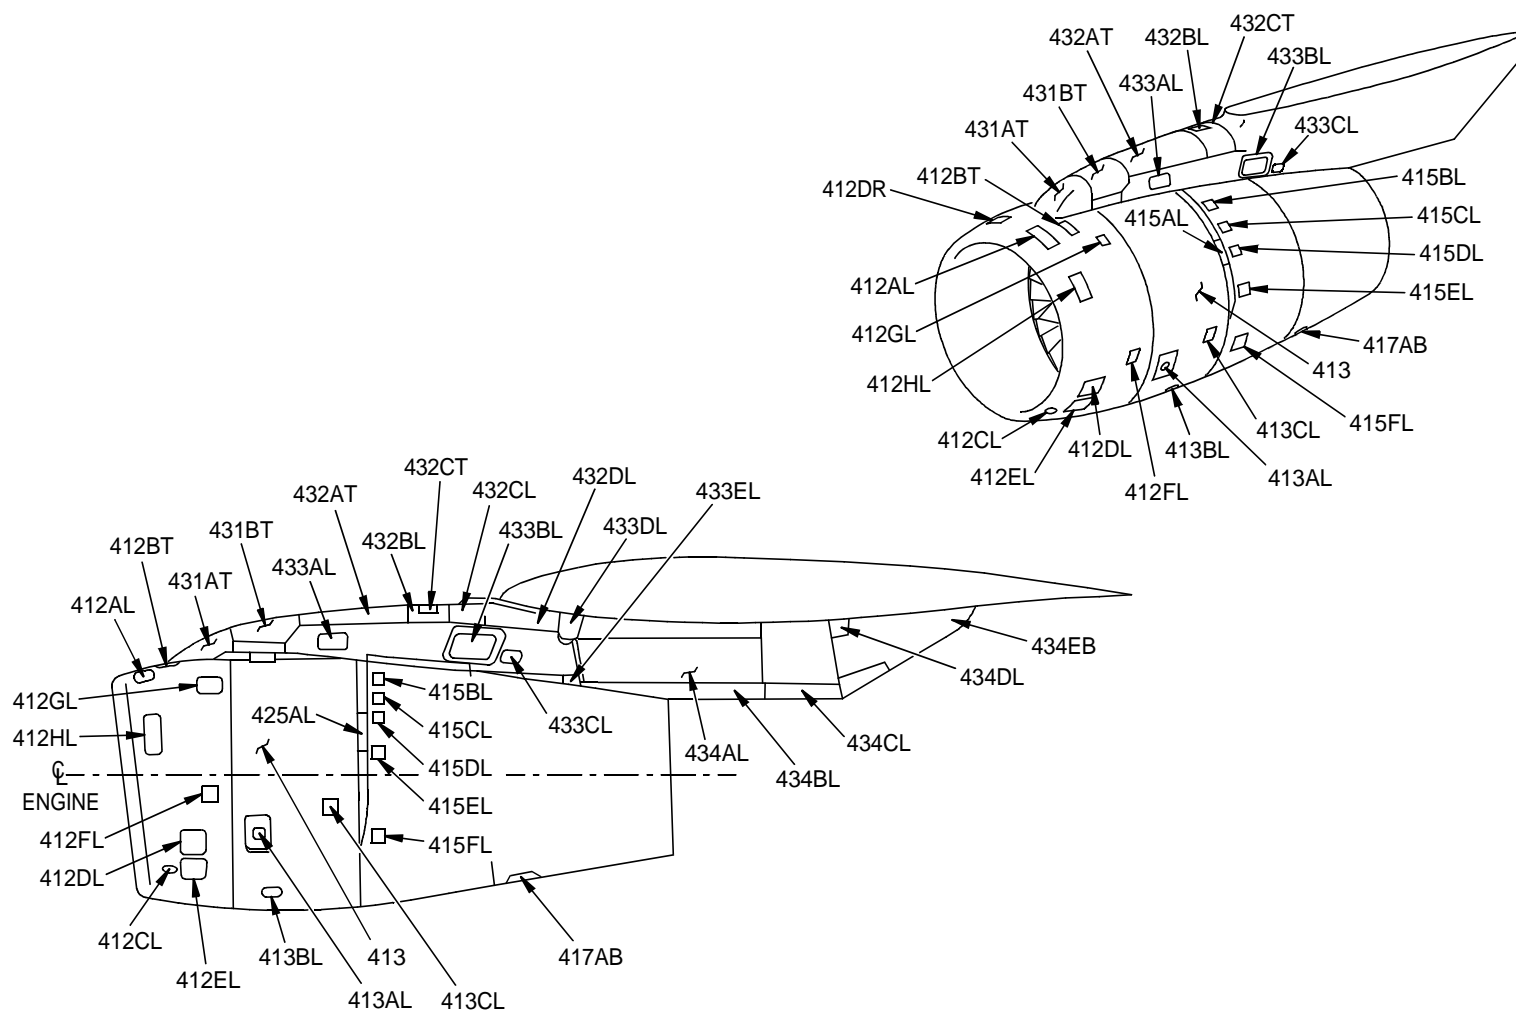 432CT
432AT
432BL
433BL
433AL
431BT
433CL
431AT
412BT
415BL
412DR
415CL
415AL
415DL
412AL
415EL
412GL
417AB
413
412HL
415FL
413CL
412CL
412DL
413BL
412EL
413AL
412FL
432CT
432DL
432AT
432CL
433EL
431BT
433BL
433DL
412BT
432BL
433AL
431AT
412AL
434EB
434DL
415BL
412GL
425AL
433CL
415CL
412HL
434CL
434AL
415DL
434BL
℄
ENGINE
415EL
412FL
415FL
412DL
412CL
413BL
413
417AB
412EL
413AL
413CL